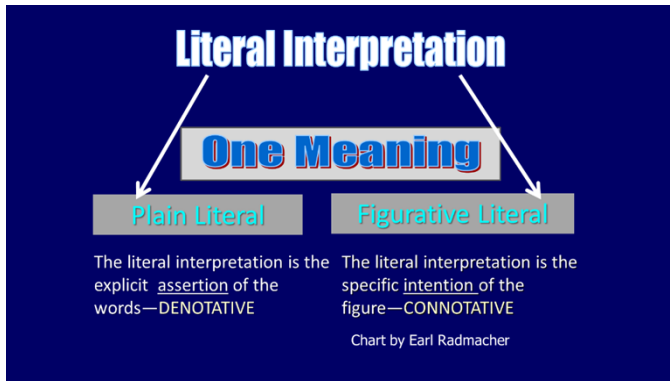 Literal Interpretation
One Meaning
Plain Literal
The literal interpretation is the
explicit assertion of the
words—DENOTATIVE
Figurative Literal
The literal interpretation is the
specific intention of the
figure—CONNOTATIVE
Chart by Earl Radmacher